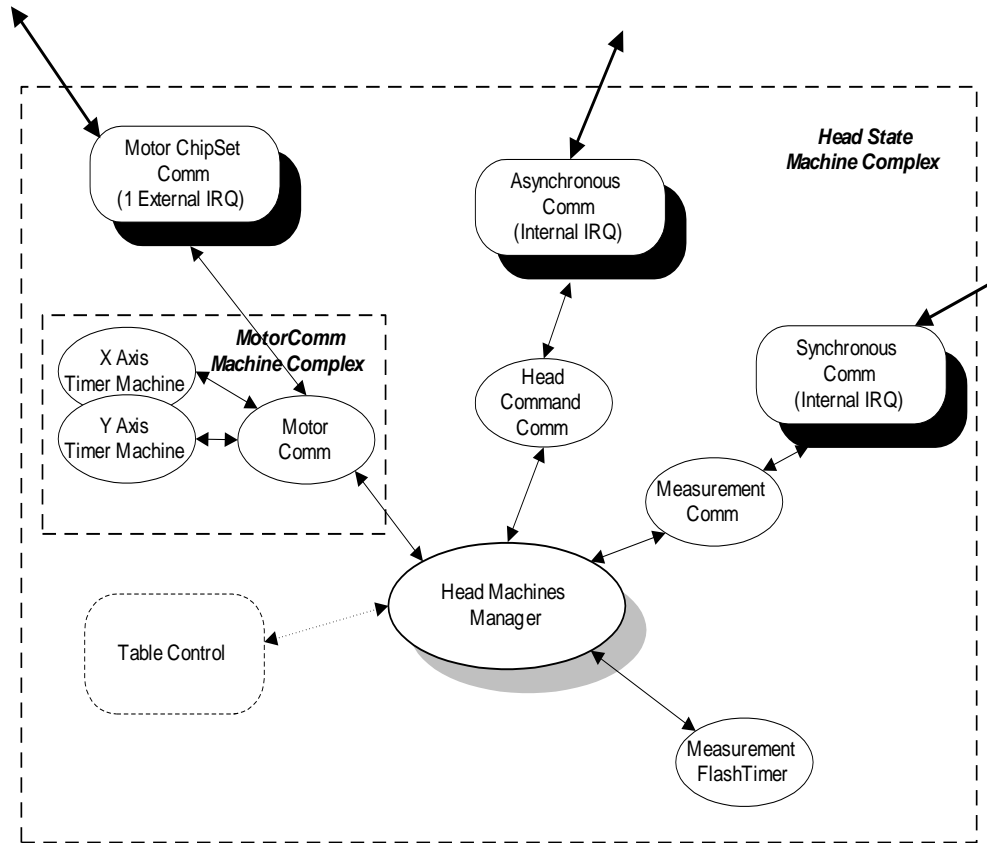 Motor ChipSet
Comm
(1 External IRQ)
Asynchronous
Comm
(Internal IRQ)
Head State
Machine Complex
MotorComm
Machine Complex
X Axis
Timer Machine
Y Axis
Timer Machine
Motor
Comm
Head
Command
Comm
Synchronous
Comm
(Internal IRQ)
Measurement
Comm
Head Machines
Manager
Table Control
Measurement
FlashTimer